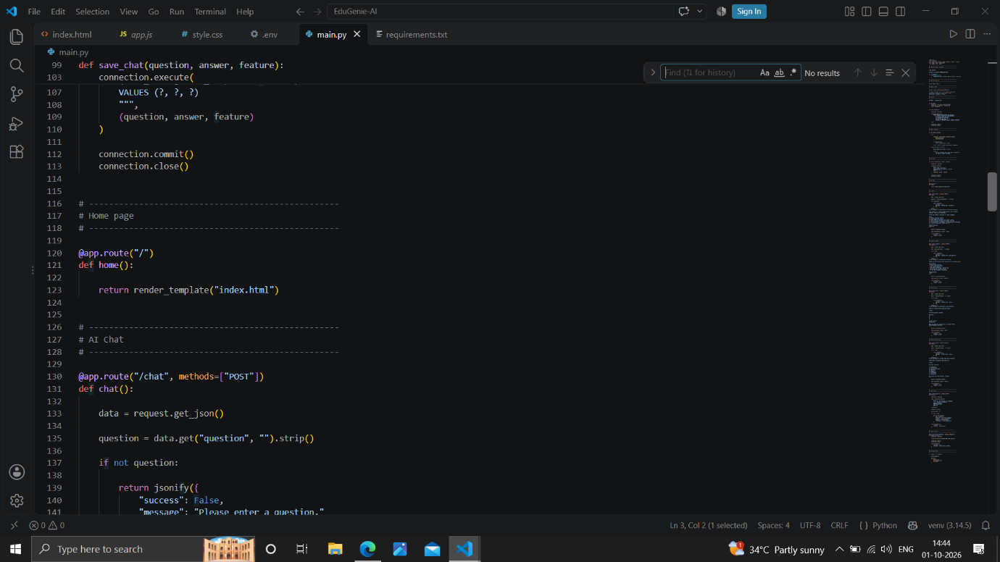 File Edit Selection View Go Run Terminal Help EduGenie-AI Sign In
index.html JS app.js # style.css .env main.py requirements.txt
main.py
99 def save_chat(question, answer, feature):
103 connection.execute(
Find (⇅ for history) Aa ab .* No results
107 VALUES (?, ?, ?)
108 """,
109 (question, answer, feature)
110 )
111
112 connection.commit()
113 connection.close()
114
115
116 # --------------------------------------------------
117 # Home page
118 # --------------------------------------------------
119
120 @app.route("/")
121 def home():
122
123 return render_template("index.html")
124
125
126 # --------------------------------------------------
127 # AI Chat
128 # --------------------------------------------------
129
130 @app.route("/chat", methods=["POST"])
131 def chat():
132
133 data = request.get_json()
134
135 question = data.get("question", "").strip()
136
137 if not question:
138
139 return jsonify({
140 "success": False,
141 "message": "Please enter a question."
0 0 Ln 3, Col 2 (1 selected) Spaces: 4 UTF-8 CRLF {} Python venv (3.14.5)
Type here to search 1 34°C Partly sunny ENG 14:44
01-10-2026